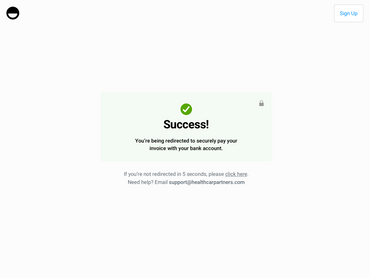 Sign Up
Success!
You're being redirected to securely pay your
invoice with your bank account.
If you're not redirected in 5 seconds, please click here
Need help? Email support@healthcarpartners.com